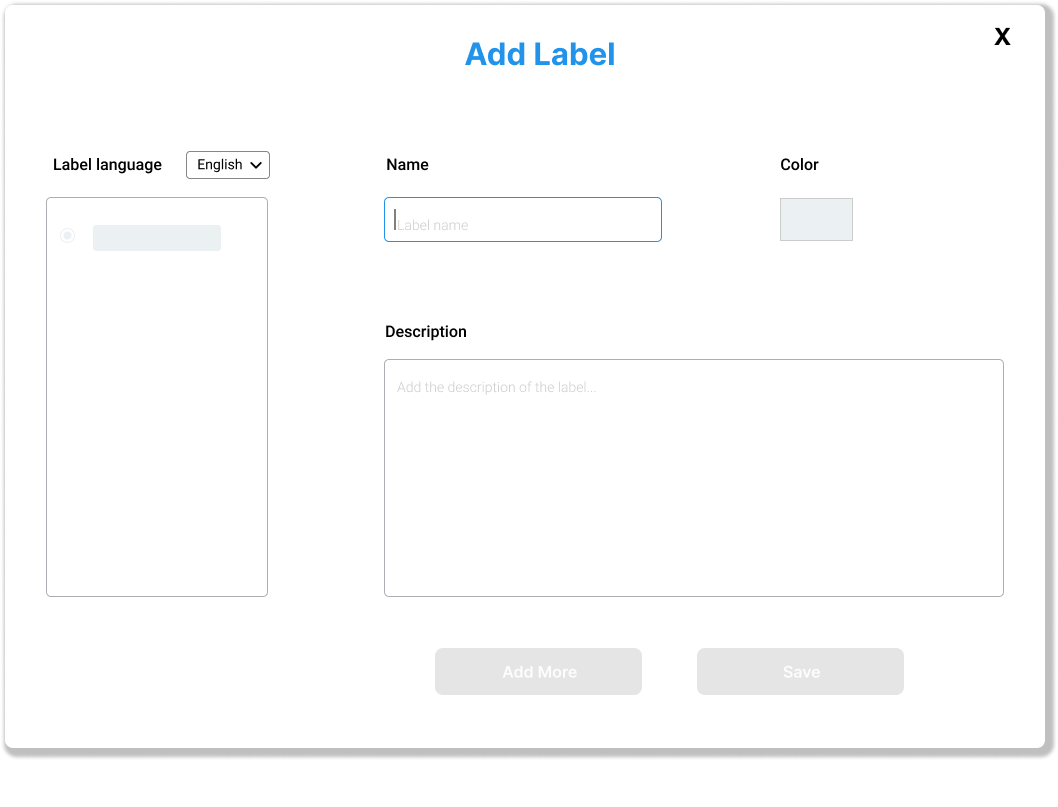 X
Add Label
Label language
English
Name
Label name
Color
Description
Add the description of the label...
Add More
Save